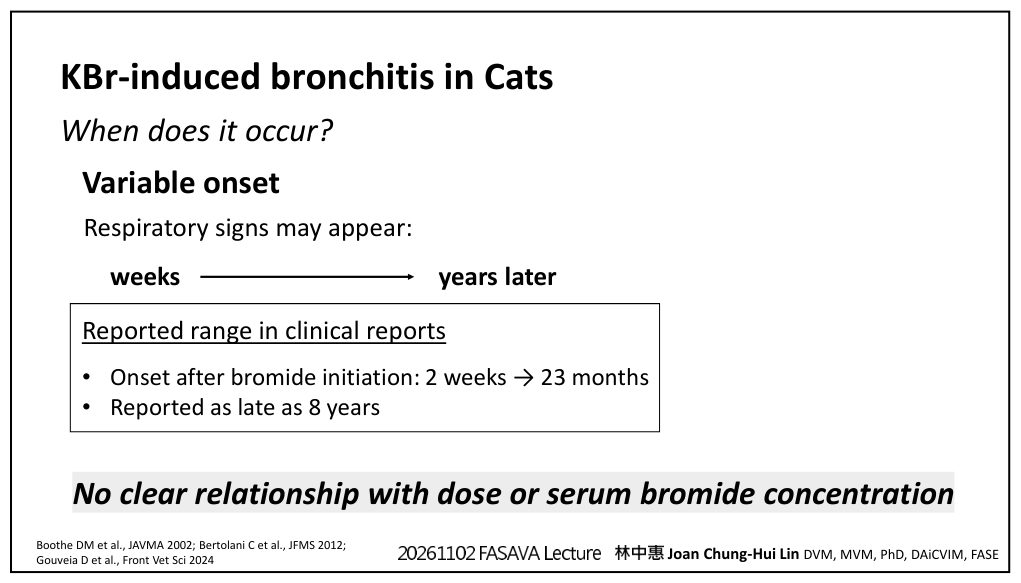 KBr-induced bronchitis in Cats
When does it occur?
Variable onset
Respiratory signs may appear:
weeks → years later
Reported range in clinical reports
• Onset after bromide initiation: 2 weeks → 23 months
• Reported as late as 8 years
No clear relationship with dose or serum bromide concentration
Boothe DM et al., JAVMA 2002; Bertolani C et al., JFMS 2012;
Gouveia D et al., Front Vet Sci 2024
20261102 FASAVA Lecture 林中惠 Joan Chung-Hui Lin DVM, MVM, PhD, DAiCVIM, FASE